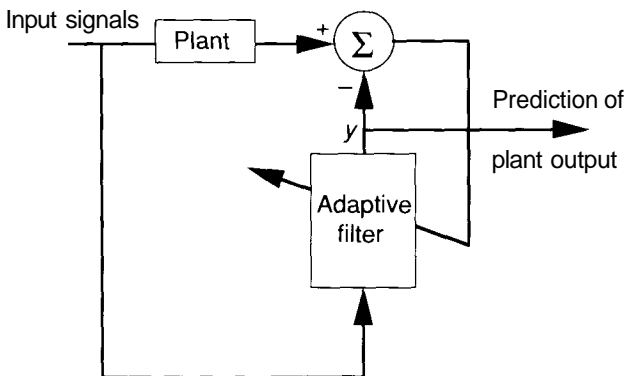 Input signals
Plant
+
Σ
−
Prediction of
y
plant output
Adaptive
filter